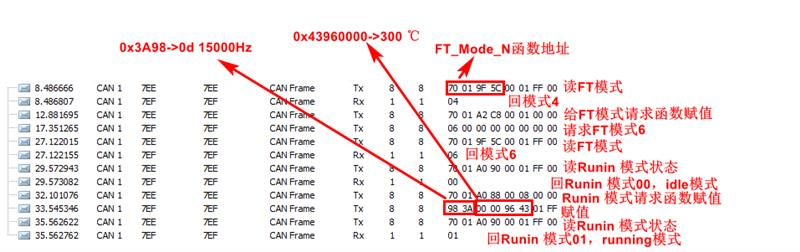 0x3A98->0d 15000Hz
0x43960000->300 ℃
FT_Mode_N函数地址
8.486666 CAN 1 7EE 7EE CAN Frame Tx 8 8 70 01 9F 5C 00 01 FF 00 读FT模式
8.486807 CAN 1 7EF 7EF CAN Frame Rx 1 1 04 回模式4
12.881695 CAN 1 7EE 7EE CAN Frame Tx 8 8 70 01 A2 C8 00 01 00 00 给FT模式请求函数赋值
17.351265 CAM 1 7EE 7EE CAN Frame Tx 8 8 06 00 00 00 00 00 00 00 请求FT模式6
27.122015 CAN 1 7EE 7EE CAN Frame Tx 8 8 70 01 9F 5C 00 01 FF 00 读FT模式
27.122155 CAN 1 7EF 7EF CAN Frame Rx 1 1 06 回模式6
29.572943 CAN 1 7EE 7EE CAN Frame Tx 8 8 70 01 A0 90 00 01 FF 00 读Runin 模式状态
29.573082 CAN 1 7EF 7EF CAN Frame Rx 1 1 00 回Runin 模式00，idle模式
32.101076 CAN 1 7EE 7EE CAN Frame Tx 8 8 70 01 A0 88 00 08 00 00 Runin 模式请求函数赋值
33.545346 CAN 1 7EE 7EE CAN Frame Tx 8 8 98 3A 00 00 96 43 01 FF 赋值
35.562622 CAN 1 7EE 7EE CAN Frame Tx 8 8 70 01 A0 90 00 01 FF 00 读Runin 模式状态
35.562762 CAN 1 7EF 7EF CAN Frame Rx 1 1 01 回Runin 模式01，running模式